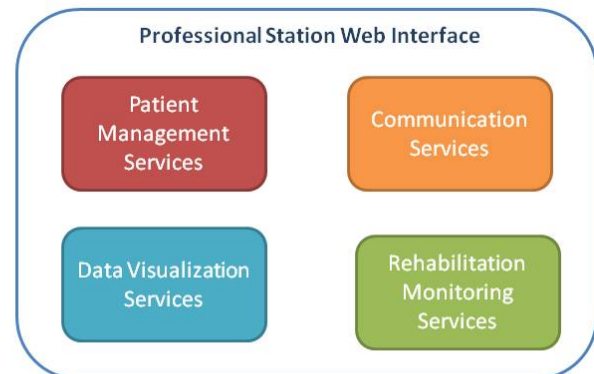 Professional Station Web Interface
Patient
Management
Services
Communication
Services
Data Visualization
Services
Rehabilitation
Monitoring
Services